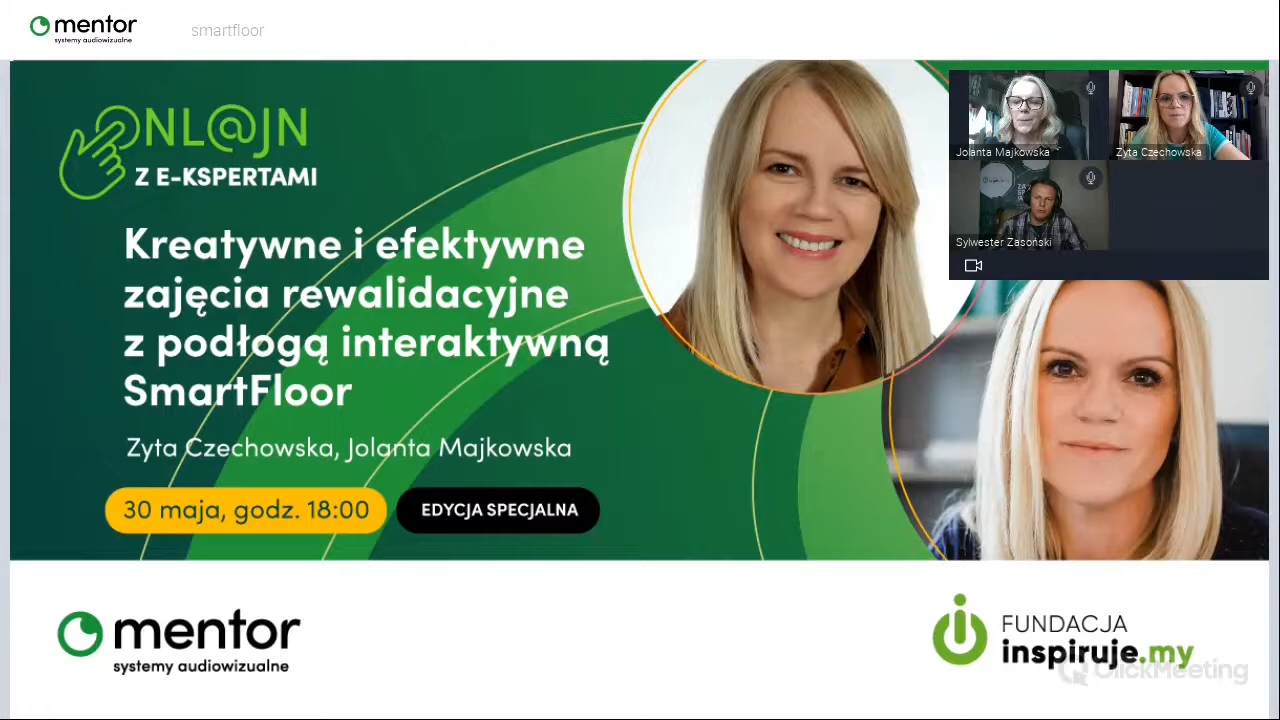 mentor
systemy audiowizualne
smartfloor
ONL@JN
Z E-KSPERTAMI
Kreatywne i efektywne
zajęcia rewalidacyjne
z podłogą interaktywną
SmartFloor
Zyta Czechowska, Jolanta Majkowska
30 maja, godz. 18:00
EDYCJA SPECJALNA
Jolanta Majkowska
Zyta Czechowska
Sylwester Zasoński
mentor
systemy audiowizualne
FUNDACJA
inspiruje.my
ClickMeeting